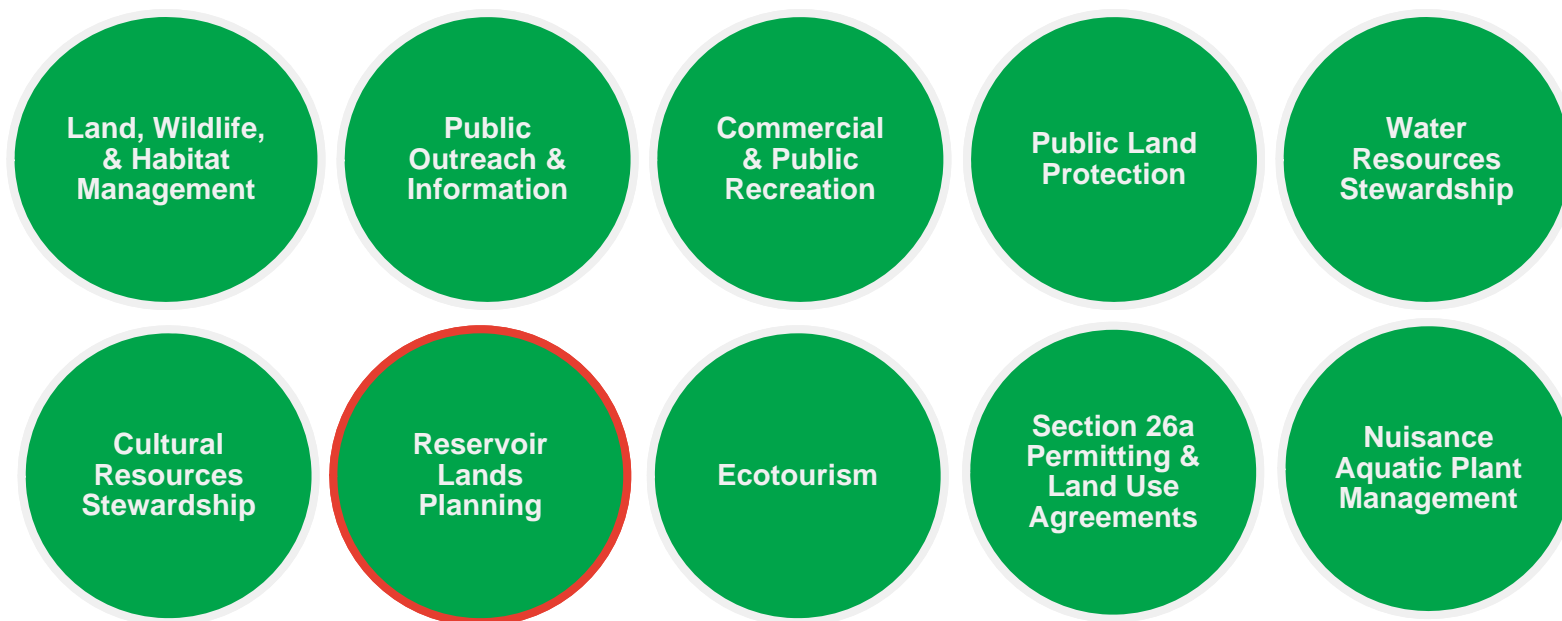 Land, Wildlife,
& Habitat
Management
Public
Outreach &
Information
Commercial
& Public
Recreation
Public Land
Protection
Water
Resources
Stewardship
Cultural
Resources
Stewardship
Reservoir
Lands
Planning
Ecotourism
Section 26a
Permitting &
Land Use
Agreements
Nuisance
Aquatic Plant
Management